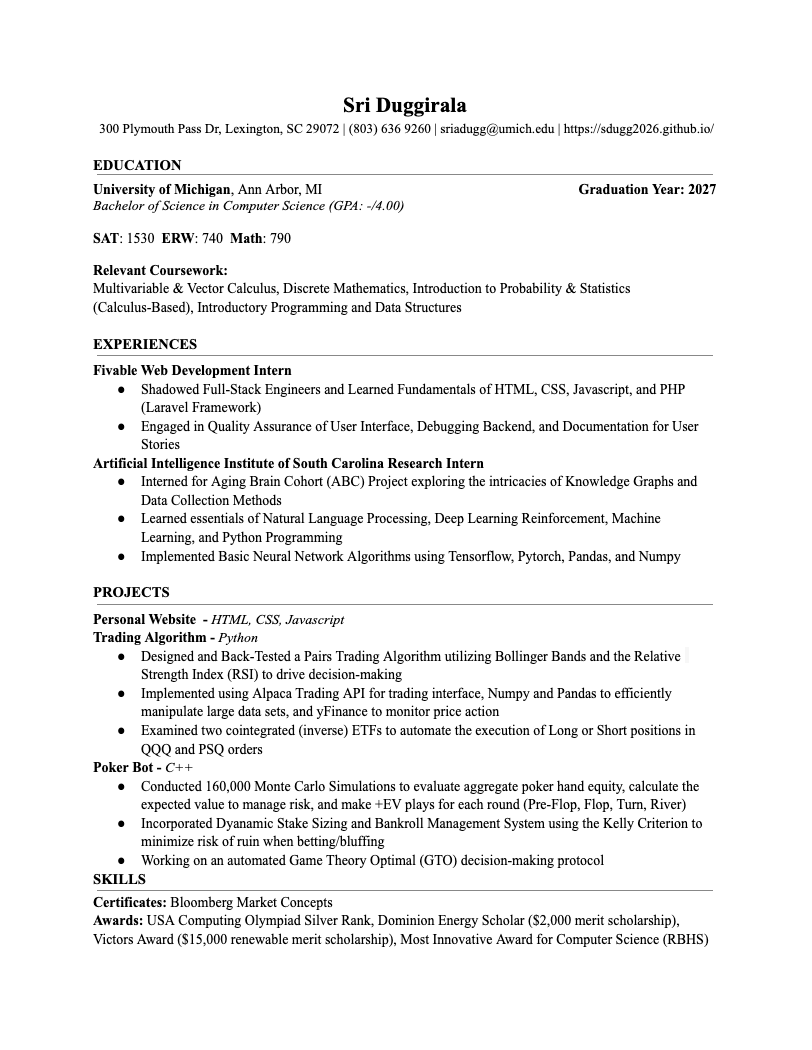 Sri Duggirala
300 Plymouth Pass Dr, Lexington, SC 29072 | (803) 636 9260 | sriadugg@umich.edu | https://sdugg2026.github.io/
EDUCATION
University of Michigan, Ann Arbor, MI Graduation Year: 2027
Bachelor of Science in Computer Science (GPA: -/4.00)
SAT: 1530 ERW: 740 Math: 790
Relevant Coursework:
Multivariable & Vector Calculus, Discrete Mathematics, Introduction to Probability & Statistics
(Calculus-Based), Introductory Programming and Data Structures
EXPERIENCES
Fivable Web Development Intern
● Shadowed Full-Stack Engineers and Learned Fundamentals of HTML, CSS, Javascript, and PHP
(Laravel Framework)
● Engaged in Quality Assurance of User Interface, Debugging Backend, and Documentation for User
Stories
Artificial Intelligence Institute of South Carolina Research Intern
● Interned for Aging Brain Cohort (ABC) Project exploring the intricacies of Knowledge Graphs and
Data Collection Methods
● Learned essentials of Natural Language Processing, Deep Learning Reinforcement, Machine
Learning, and Python Programming
● Implemented Basic Neural Network Algorithms using Tensorflow, Pytorch, Pandas, and Numpy
PROJECTS
Personal Website - HTML, CSS, Javascript
Trading Algorithm - Python
● Designed and Back-Tested a Pairs Trading Algorithm utilizing Bollinger Bands and the Relative
Strength Index (RSI) to drive decision-making
● Implemented using Alpaca Trading API for trading interface, Numpy and Pandas to efficiently
manipulate large data sets, and yFinance to monitor price action
● Examined two cointegrated (inverse) ETFs to automate the execution of Long or Short positions in
QQQ and PSQ orders
Poker Bot - C++
● Conducted 160,000 Monte Carlo Simulations to evaluate aggregate poker hand equity, calculate the
expected value to manage risk, and make +EV plays for each round (Pre-Flop, Flop, Turn, River)
● Incorporated Dyanamic Stake Sizing and Bankroll Management System using the Kelly Criterion to
minimize risk of ruin when betting/bluffing
● Working on an automated Game Theory Optimal (GTO) decision-making protocol
SKILLS
Certificates: Bloomberg Market Concepts
Awards: USA Computing Olympiad Silver Rank, Dominion Energy Scholar ($2,000 merit scholarship),
Victors Award ($15,000 renewable merit scholarship), Most Innovative Award for Computer Science (RBHS)